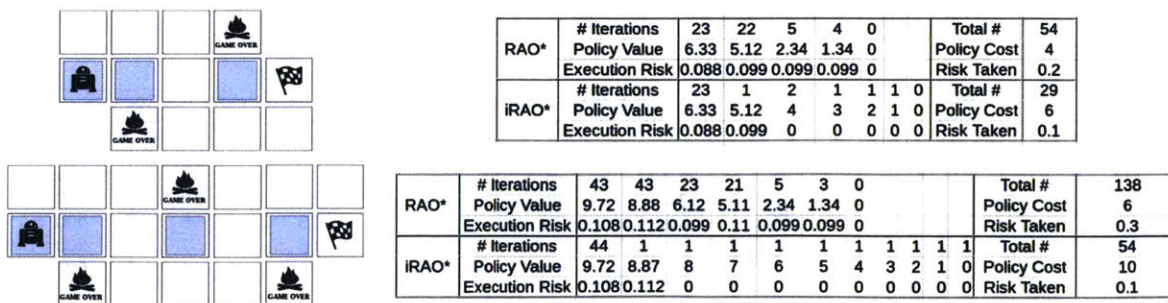 GAME OVER
GAME OVER
RAO* # Iterations 23 22 5 4 0 Total # 54
Policy Value 6.33 5.12 2.34 1.34 0 Policy Cost 4
Execution Risk 0.088 0.099 0.099 0.099 0 Risk Taken 0.2
iRAO* # Iterations 23 1 2 1 1 1 0 Total # 29
Policy Value 6.33 5.12 4 3 2 1 0 Policy Cost 6
Execution Risk 0.088 0.099 0 0 0 0 0 Risk Taken 0.1
GAME OVER
GAME OVER
GAME OVER
RAO* # Iterations 43 43 23 21 5 3 0 Total # 138
Policy Value 9.72 8.88 6.12 5.11 2.34 1.34 0 Policy Cost 6
Execution Risk 0.108 0.112 0.099 0.11 0.099 0.099 0 Risk Taken 0.3
iRAO* # Iterations 44 1 1 1 1 1 1 1 1 1 1 Total # 54
Policy Value 9.72 8.87 8 7 6 5 4 3 2 1 0 Policy Cost 10
Execution Risk 0.108 0.112 0 0 0 0 0 0 0 0 0 Risk Taken 0.1